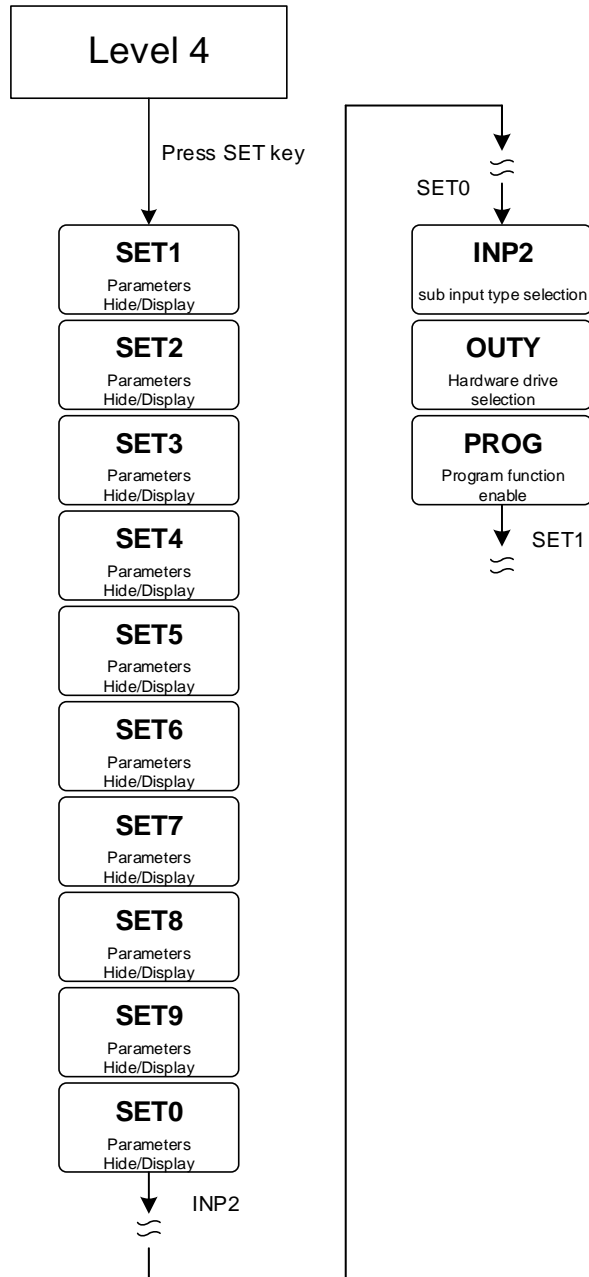 Level 4
Press SET key
SET1
Parameters
Hide/Display
SET2
Parameters
Hide/Display
SET3
Parameters
Hide/Display
SET4
Parameters
Hide/Display
SET5
Parameters
Hide/Display
SET6
Parameters
Hide/Display
SET7
Parameters
Hide/Display
SET8
Parameters
Hide/Display
SET9
Parameters
Hide/Display
SET0
Parameters
Hide/Display
INP2
SET0
INP2
sub input type selection
OUTY
Hardware drive
selection
PROG
Program function
enable
SET1